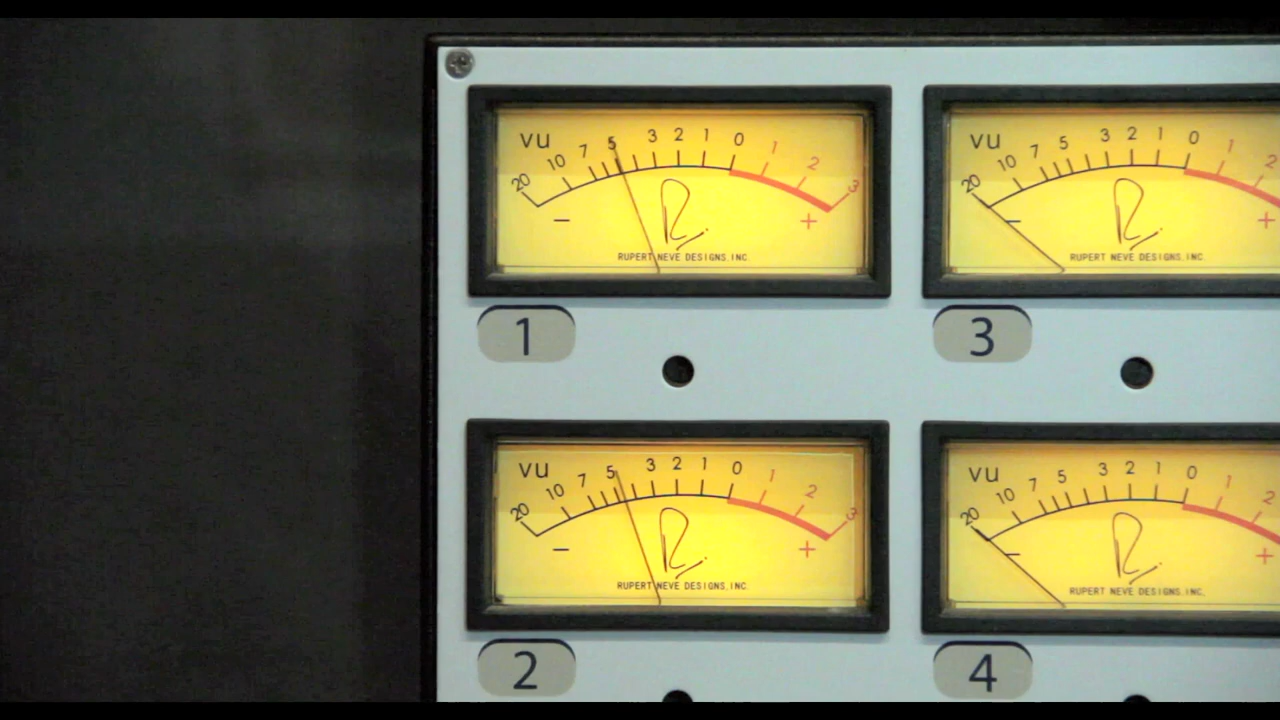 vu
20 10 7 5 3 2 1 0 1 2 3
− +
RUPERT NEVE DESIGNS, INC.
1
vu
20 10 7 5 3 2 1 0 1 2
− +
RUPERT NEVE DESIGNS, INC.
3
vu
20 10 7 5 3 2 1 0 1 2 3
− +
RUPERT NEVE DESIGNS, INC.
2
vu
20 10 7 5 3 2 1 0 1 2
− +
RUPERT NEVE DESIGNS, INC.
4